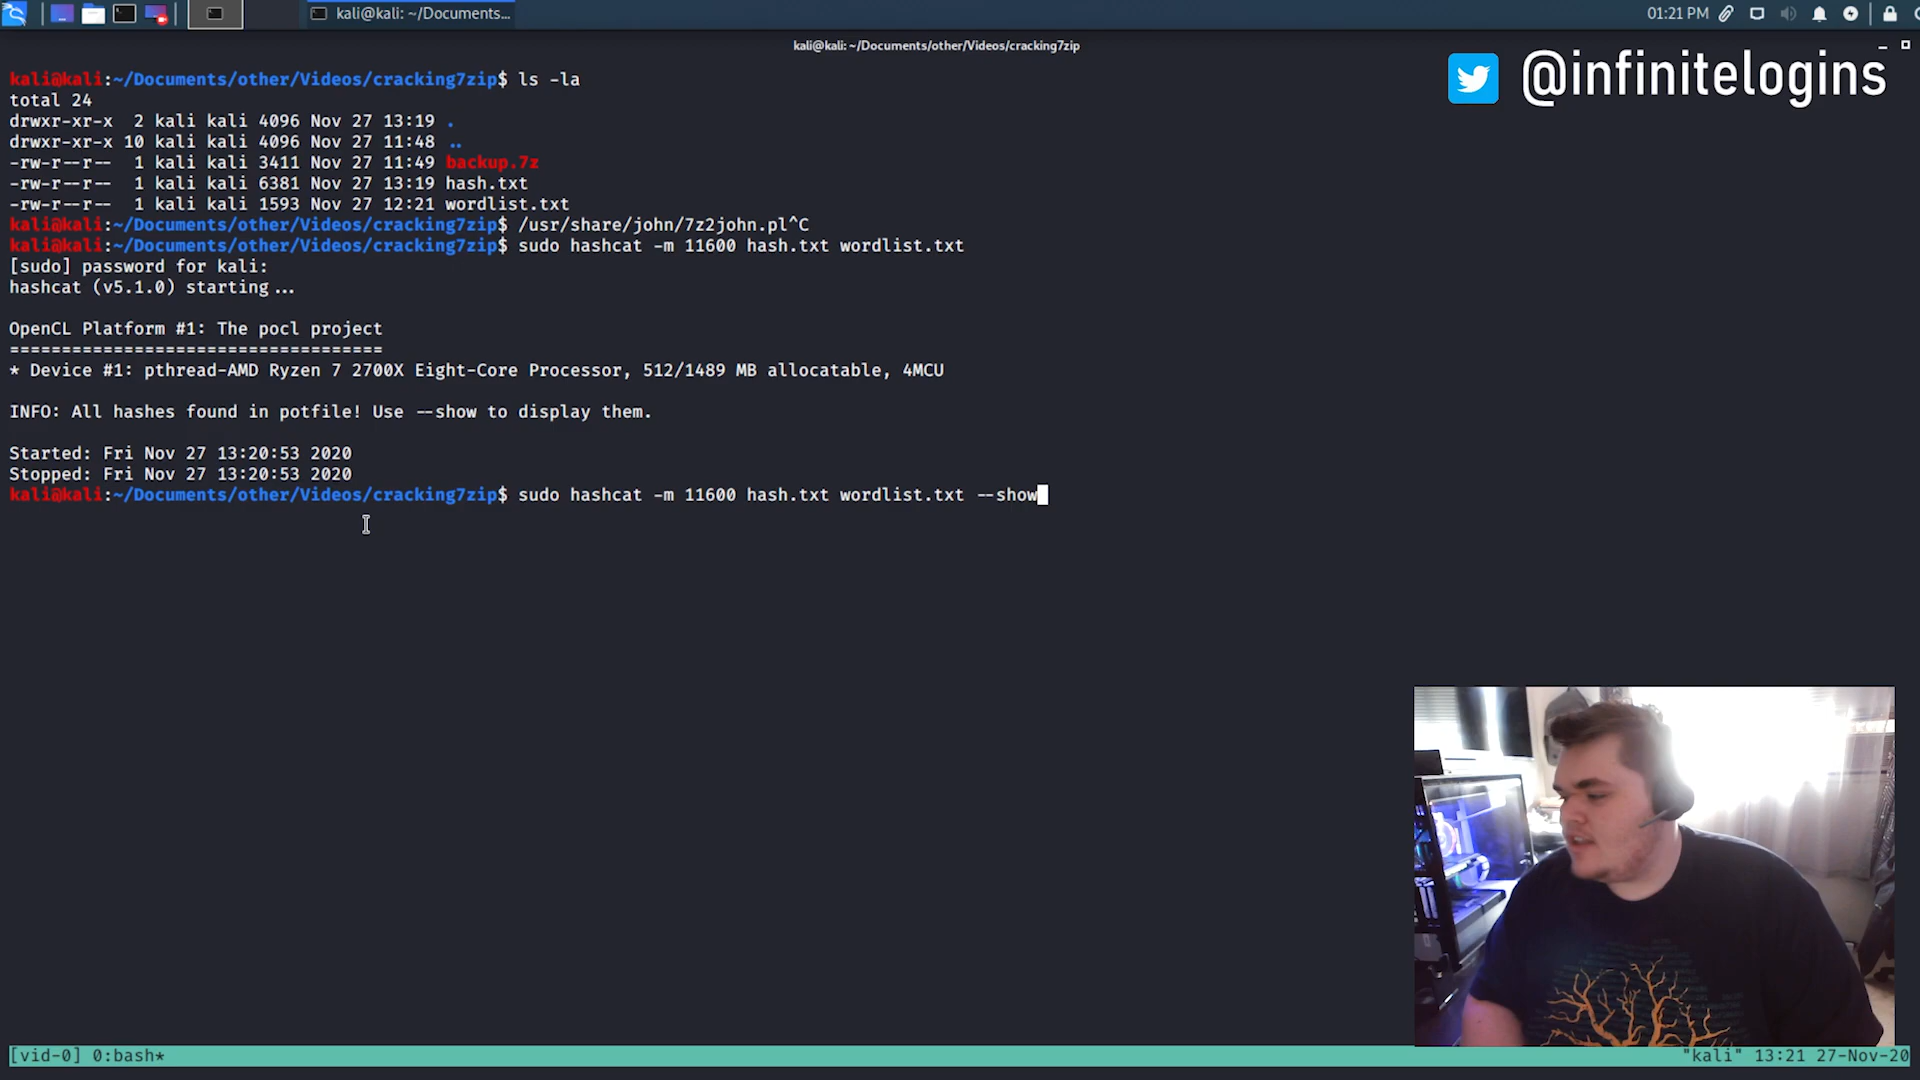 kali@kali: ~/Documents...
01:21 PM
kali@kali: ~/Documents/other/Videos/cracking7zip
@infinitelogins
kali@kali:~/Documents/other/Videos/cracking7zip$ ls -la
total 24
drwxr-xr-x  2 kali kali 4096 Nov 27 13:19 .
drwxr-xr-x 10 kali kali 4096 Nov 27 11:48 ..
-rw-r--r--  1 kali kali 3411 Nov 27 11:49 backup.7z
-rw-r--r--  1 kali kali 6381 Nov 27 13:19 hash.txt
-rw-r--r--  1 kali kali 1593 Nov 27 12:21 wordlist.txt
kali@kali:~/Documents/other/Videos/cracking7zip$ /usr/share/john/7z2john.pl^C
kali@kali:~/Documents/other/Videos/cracking7zip$ sudo hashcat -m 11600 hash.txt wordlist.txt
[sudo] password for kali:
hashcat (v5.1.0) starting...
OpenCL Platform #1: The pocl project
====================================
* Device #1: pthread-AMD Ryzen 7 2700X Eight-Core Processor, 512/1489 MB allocatable, 4MCU
INFO: All hashes found in potfile! Use --show to display them.
Started: Fri Nov 27 13:20:53 2020
Stopped: Fri Nov 27 13:20:53 2020
kali@kali:~/Documents/other/Videos/cracking7zip$ sudo hashcat -m 11600 hash.txt wordlist.txt --show
[vid-0] 0:bash*
"kali" 13:21 27-Nov-20